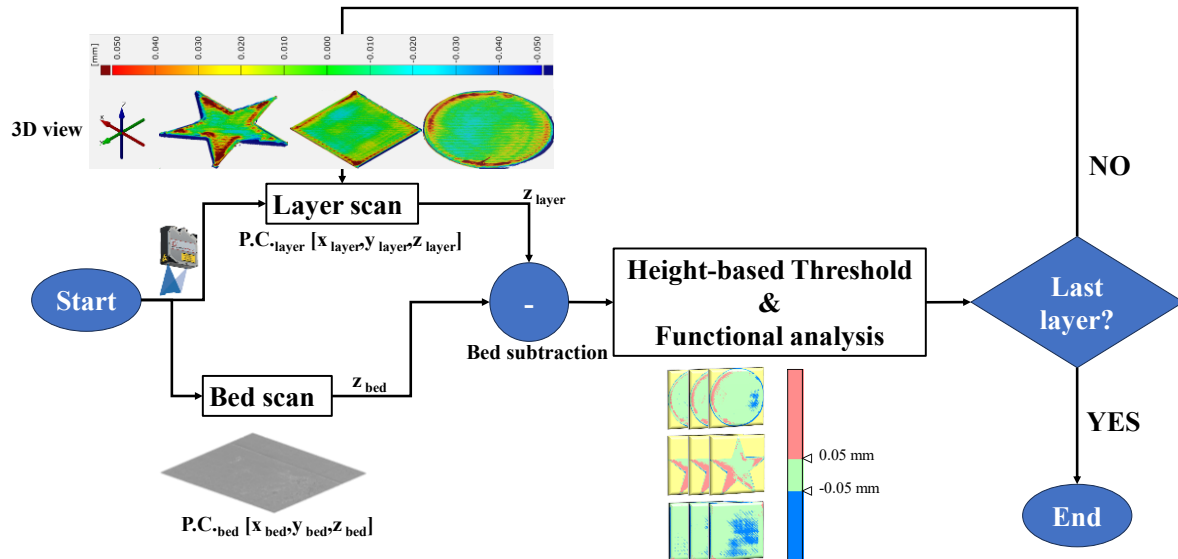 [mm]
0.050
0.040
0.030
0.020
0.010
0.000
-0.010
-0.020
-0.030
-0.040
-0.050
3D view
NO
Layer scan
z layer
P.C.layer [x layer,y layer,z layer]
Start
-
Bed subtraction
Height-based Threshold
&
Functional analysis
Last
layer?
Bed scan
z bed
P.C.bed [x bed,y bed,z bed]
0.05 mm
-0.05 mm
YES
End